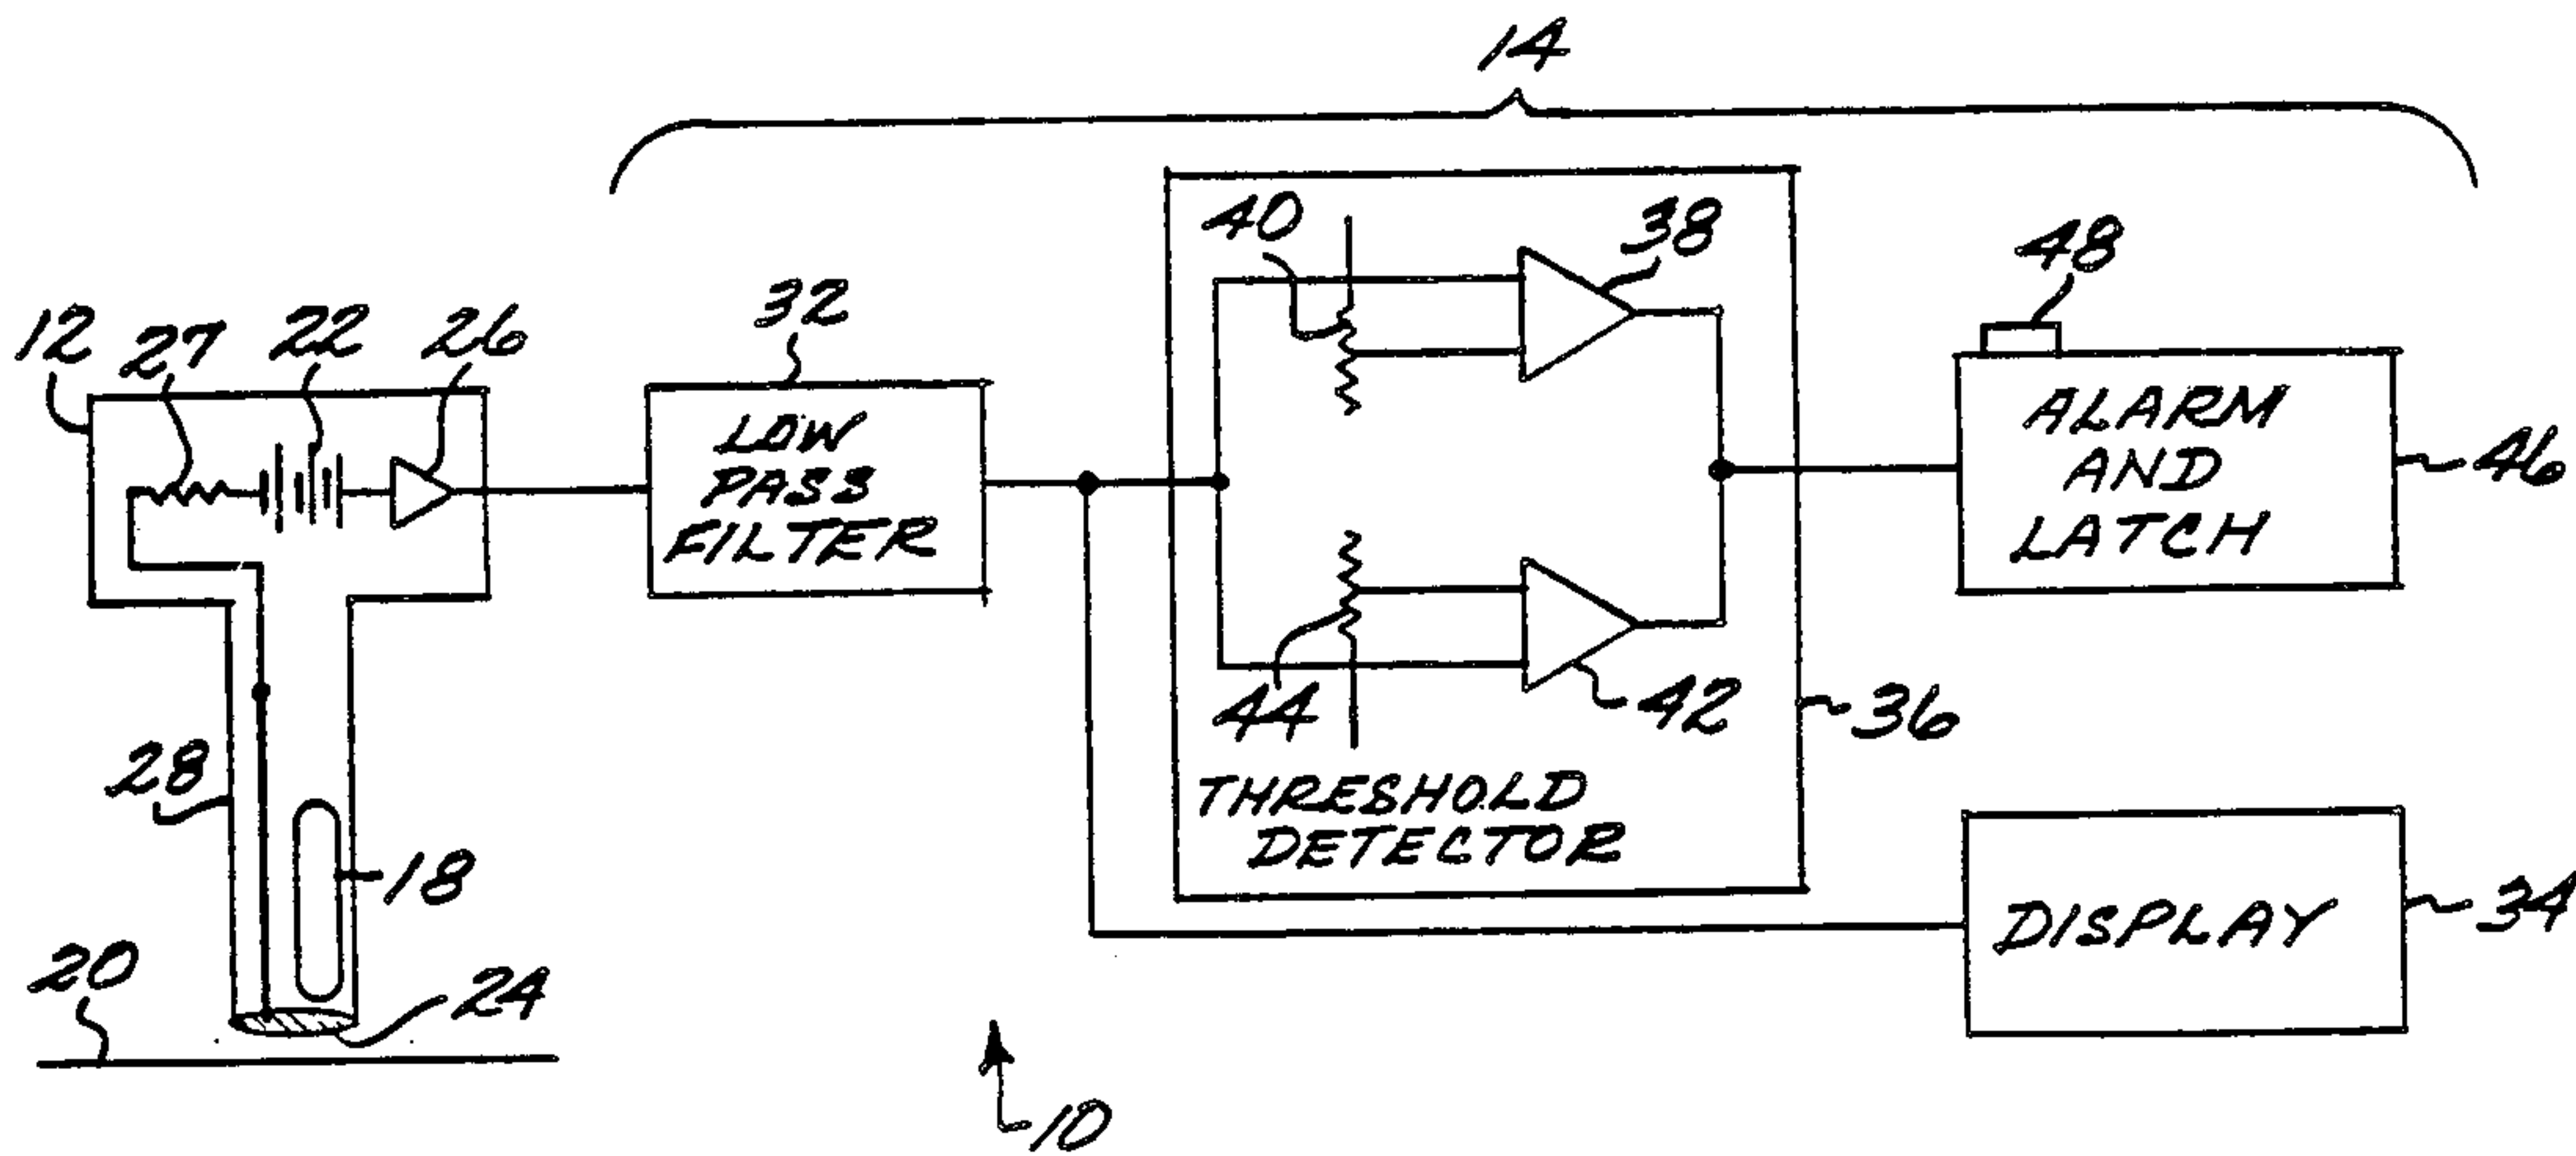 14
40
38
48
32
12
27
22
26
LOW
PASS
FILTER
ALARM
AND
LATCH
46
44
42
36
28
THRESHOLD
DETECTOR
18
DISPLAY
34
20
24
10